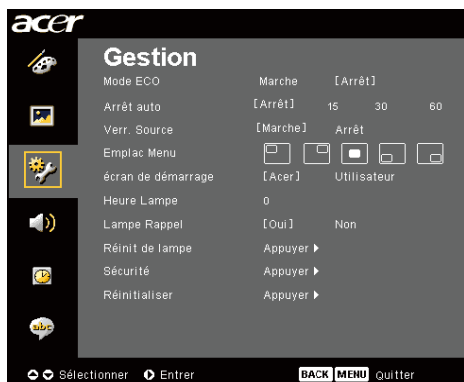 acer
Gestion
Mode ECO Marche [Arrêt]
Arrêt auto [Arrêt] 15 30 60
Verr. Source [Marche] Arrêt
Emplac Menu
écran de démarrage [Acer] Utilisateur
Heure Lampe 0
Lampe Rappel [Oui] Non
Réinit de lampe Appuyer
Sécurité Appuyer
Réinitialiser Appuyer
abc
Sélectionner Entrer BACK MENU Quitter